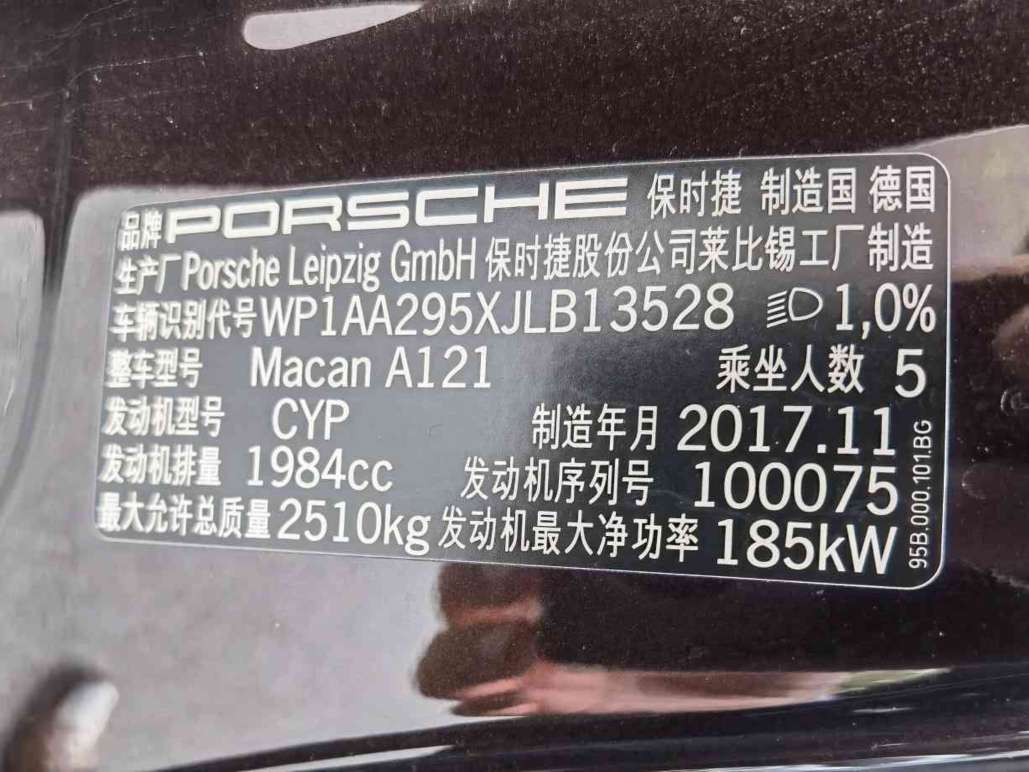 品牌 PORSCHE 保时捷 制造国 德国
生产厂 Porsche Leipzig GmbH 保时捷股份公司莱比锡工厂制造
车辆识别代号 WP1AA295XJLB13528 1,0%
整车型号 Macan A121 乘坐人数 5
发动机型号 CYP 制造年月 2017.11
发动机排量 1984cc 发动机序列号 100075
最大允许总质量 2510kg 发动机最大净功率 185kW
95B.000.101.BG